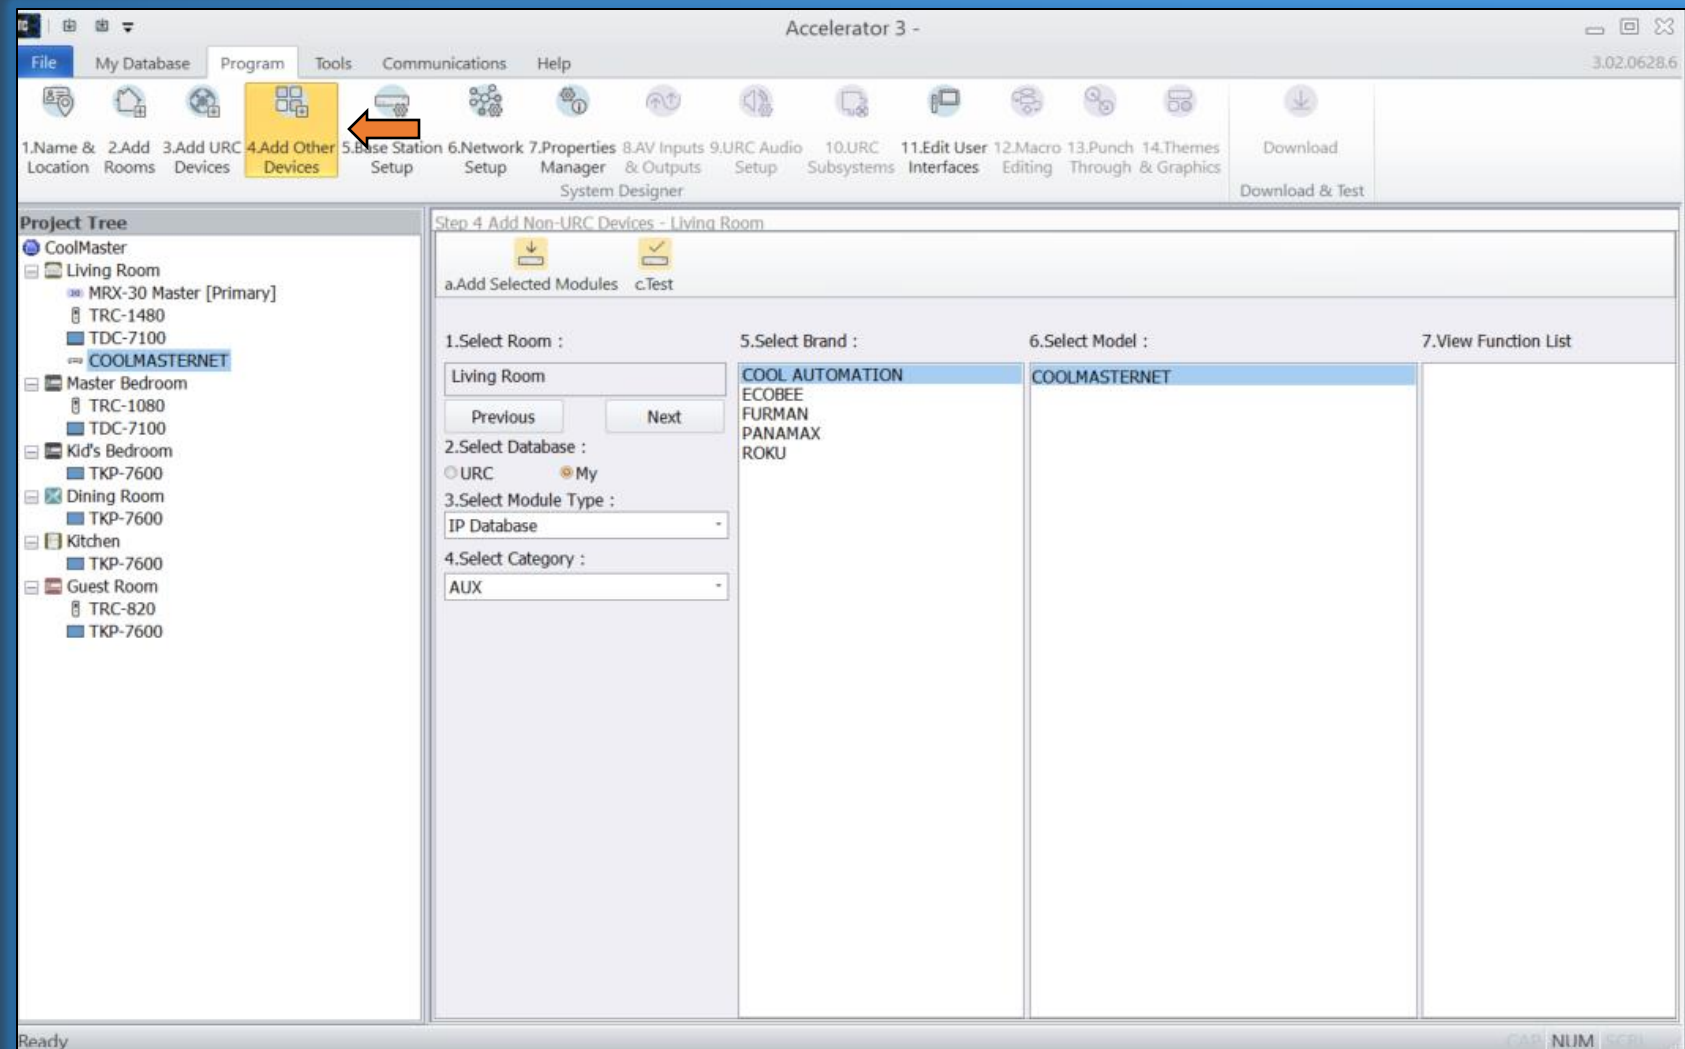 Accelerator 3 -
File My Database Program Tools Communications Help 3.02.0628.6
1.Name & Location
2.Add Rooms
3.Add URC Devices
4.Add Other Devices
5.Base Station Setup
6.Network Setup
7.Properties Manager
8.AV Inputs & Outputs
9.URC Audio Setup
10.URC Subsystems
11.Edit User Interfaces
12.Macro Editing
13.Punch Through
14.Themes & Graphics
Download
System Designer
Download & Test
Project Tree
CoolMaster
Living Room
MRX-30 Master [Primary]
TRC-1480
TDC-7100
COOLMASTERNET
Master Bedroom
TRC-1080
TDC-7100
Kid's Bedroom
TKP-7600
Dining Room
TKP-7600
Kitchen
TKP-7600
Guest Room
TRC-820
TKP-7600
Step 4 Add Non-URC Devices - Living Room
a.Add Selected Modules c.Test
1.Select Room :
Living Room
Previous Next
2.Select Database :
URC My
3.Select Module Type :
IP Database
4.Select Category :
AUX
5.Select Brand :
COOL AUTOMATION
ECOBEE
FURMAN
PANAMAX
ROKU
6.Select Model :
COOLMASTERNET
7.View Function List
Ready
CAP NUM SCRL